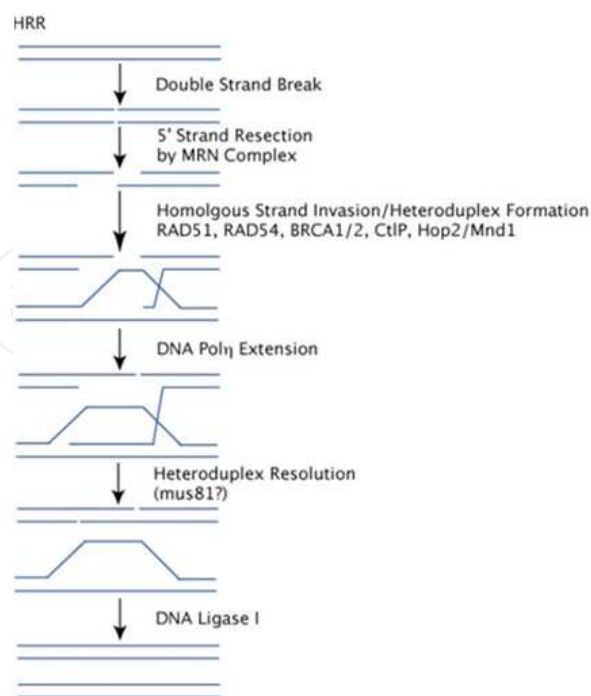 HRR
Double Strand Break
5' Strand Resection
by MRN Complex
Homolgous Strand Invasion/Heteroduplex Formation
RAD51, RAD54, BRCA1/2, CtIP, Hop2/Mnd1
DNA Polη Extension
Heteroduplex Resolution
(mus81?)
DNA Ligase I